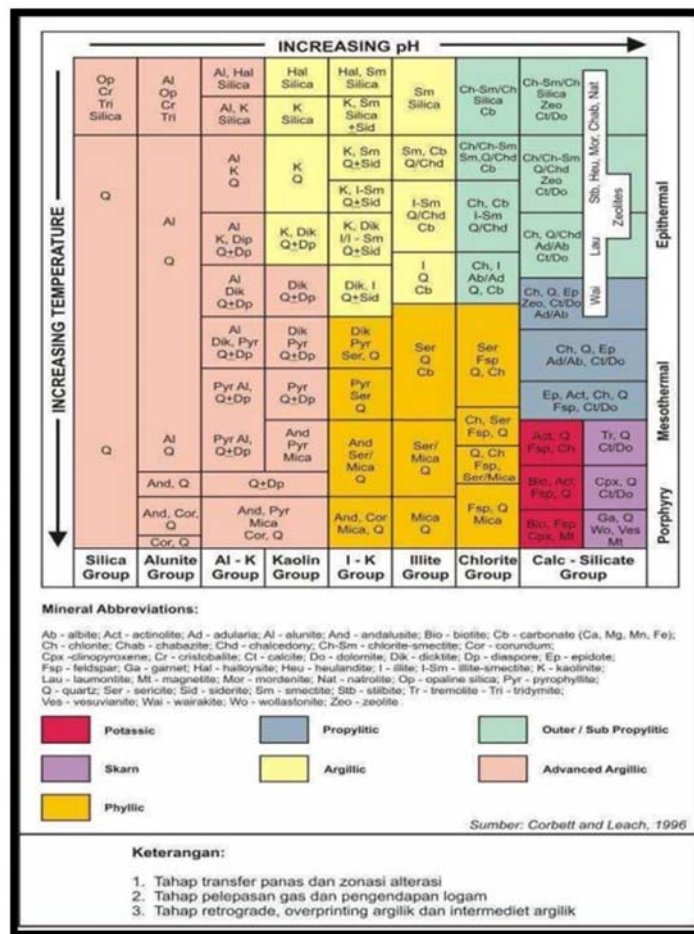 INCREASING pH
INCREASING TEMPERATURE
Op
Cr
Tri
Silica
Q
Q
Silica
Group
Al
Op
Cr
Tri
Al
Q
Al
Q
And, Q
And, Cor,
Q
Cor, Q
Alunite
Group
Al, Hal
Silica
Al, K
Silica
Al
K
Q
Al
K, Dip
Q+Dp
Al
Dik
Q+Dp
Al
Dik, Pyr
Q+Dp
Pyr Al,
Q+Dp
Pyr Al,
Q+Dp
Q+Dp
And, Pyr
Mica
Cor, Q
Al - K
Group
Hal
Silica
K
Silica
K
Q
K, Dik
Q+Dp
Dik
Q+Dp
Dik
Pyr
Q+Dp
Pyr
Q+Dp
And
Pyr
Mica
Kaolin
Group
Hal, Sm
Silica
K, Sm
Silica
+Sid
K, Sm
Q+Sid
K, I-Sm
Q+Sid
K, Dik
I/I - Sm
Q+Sid
Dik, I
Q+Sid
Dik
Pyr
Ser, Q
Pyr
Ser
Q
And
Ser/
Mica
Q
And, Cor
Mica, Q
I - K
Group
Sm
Silica
Sm, Cb
Q/Chd
I-Sm
Q/Chd
Cb
I
Q
Cb
Ser
Q
Cb
Ser/
Mica
Q
Mica
Q
Illite
Group
Ch-Sm/Ch
Silica
Cb
Ch/Ch-Sm
Sm,Q/Chd
Cb
Ch, Cb
I-Sm
Q/Chd
Ch, I
Ab/Ad
Q, Cb
Ser
Fsp
Q, Ch
Ch, Ser
Fsp, Q
Q, Ch
Fsp,
Ser/Mica
Fsp, Q
Mica
Chlorite
Group
Ch-Sm/Ch
Silica
Zeo
Ct/Do
Ch/Ch-Sm
Q/Chd
Zeo
Ct/Do
Ch, Q/Chd
Ad/Ab
Ct/Do
Ch, Q, Ep
Zeo, Ct/Do
Ad/Ab
Ch, Q, Ep
Ad/Ab, Ct/Do
Ep, Act, Ch, Q
Fsp, Ct/Do
Act, Q
Fsp, Ch
Bio, Act
Fsp, Q
Bio, Fsp
Cpx, Mt
Tr, Q
Ct/Do
Cpx, Q
Ct/Do
Ga, Q
Wo, Ves
Mt
Calc - Silicate
Group
Wai Lau Stb, Heu, Mor, Chab, Nat
Zeolites
Epithermal
Mesothermal
Porphyry
Mineral Abbreviations:
Ab - albite; Act - actinolite; Ad - adularia; Al - alunite; And - andalusite; Bio - biotite; Cb - carbonate (Ca, Mg, Mn, Fe);
Ch - chlorite; Chab - chabazite; Chd - chalcedony; Ch-Sm - chlorite-smectite; Cor - corundum;
Cpx -clinopyroxene; Cr - cristobalite; Ct - calcite; Do - dolomite; Dik - dicktite; Dp - diaspore; Ep - epidote;
Fsp - feldspar; Ga - garnet; Hal - halloysite; Heu - heulandite; I - illite; I-Sm - illite-smectite; K - kaolinite;
Lau - laumontite; Mt - magnetite; Mor - mordenite; Nat - natrolite; Op - opaline silica; Pyr - pyrophyllite;
Q - quartz; Ser - sericite; Sid - siderite; Sm - smectite; Stb - stilbite; Tr - tremolite - Tri - tridymite;
Ves - vesuvianite; Wai - wairakite; Wo - wollastonite; Zeo - zeolite
Potassic
Propylitic
Outer / Sub Propylitic
Skarn
Argillic
Advanced Argillic
Phyllic
Sumber: Corbett and Leach, 1996
Keterangan:
1. Tahap transfer panas dan zonasi alterasi
2. Tahap pelepasan gas dan pengendapan logam
3. Tahap retrograde, overprinting argilik dan intermediet argilik